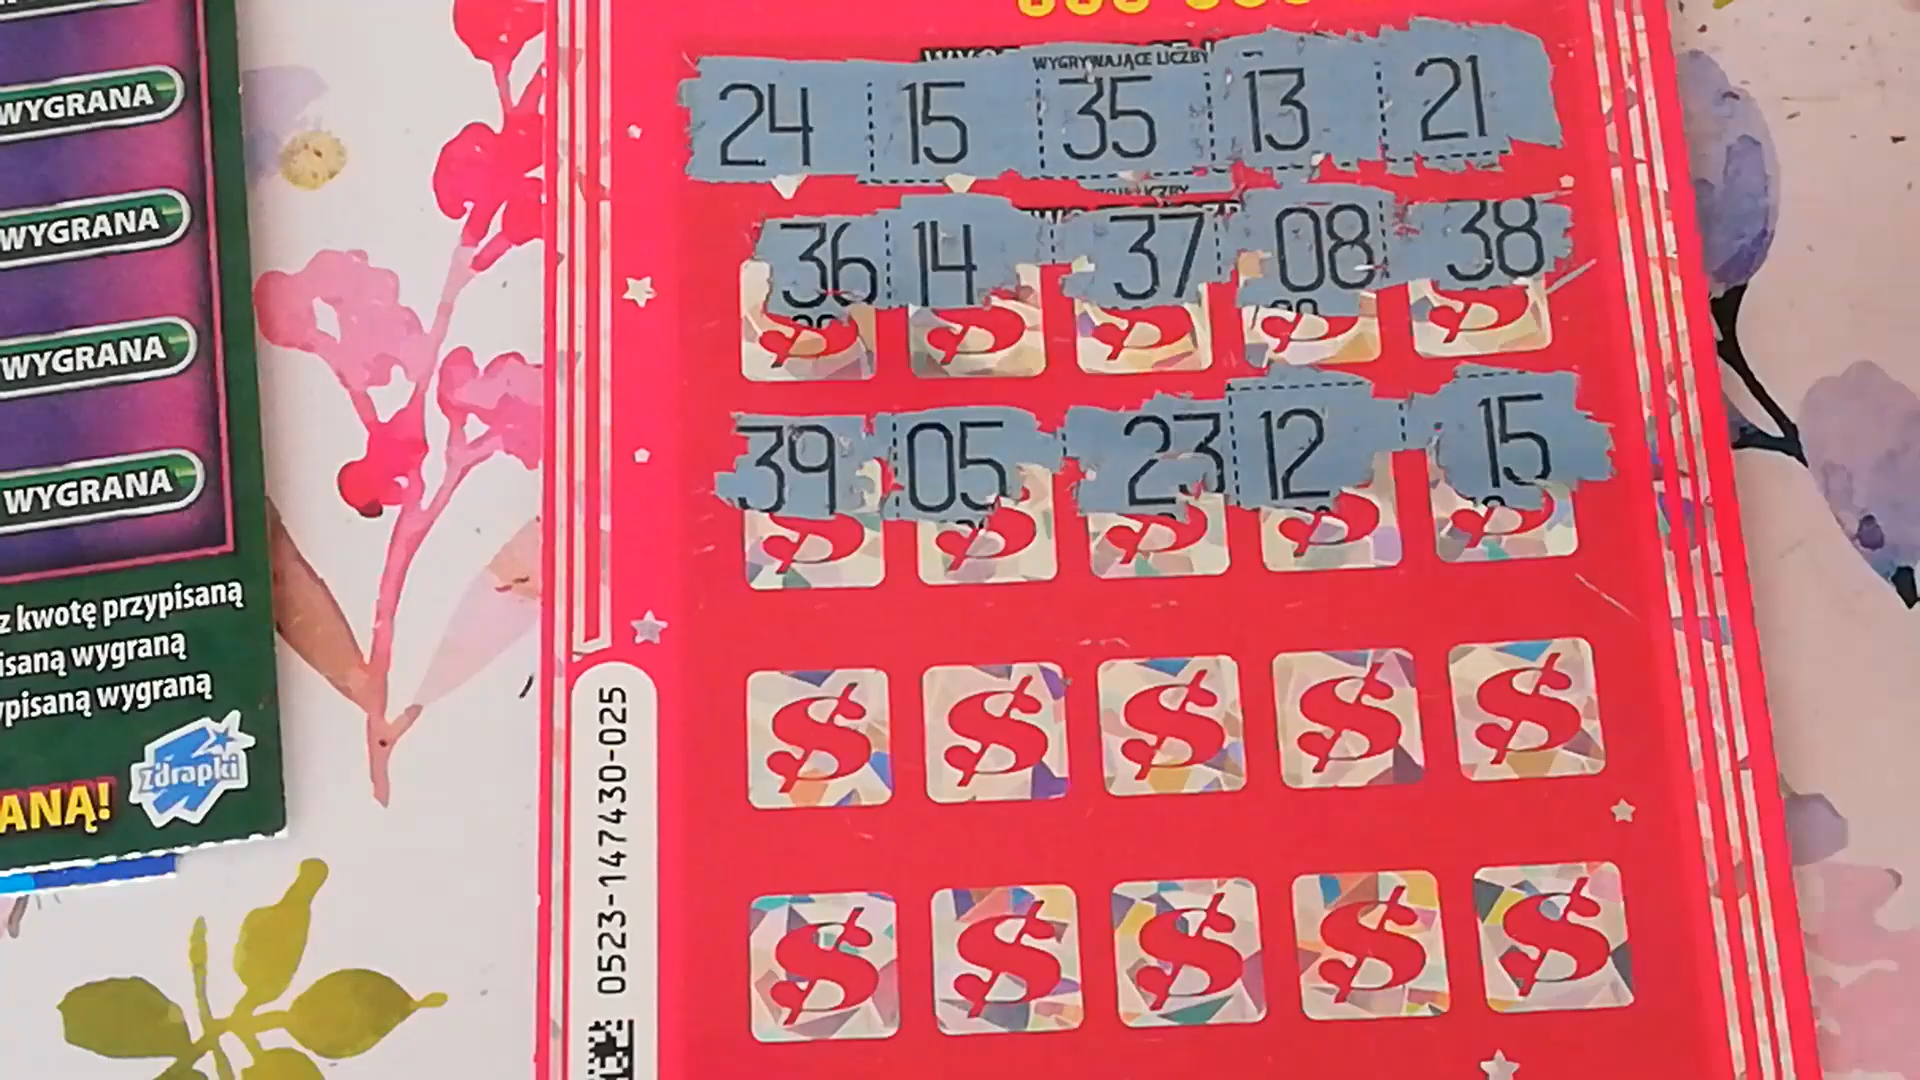 WYGRANA
WYGRANA
WYGRANA
WYGRANA
z kwotę przypisaną
isaną wygraną
ypisaną wygraną
Zdrapki
ANĄ!
WYGRYWAJĄCE LICZBY
24 15 35 13 21
LICZBY
36 14 37 08 38
39 05 23 12 15
0523-147430-025